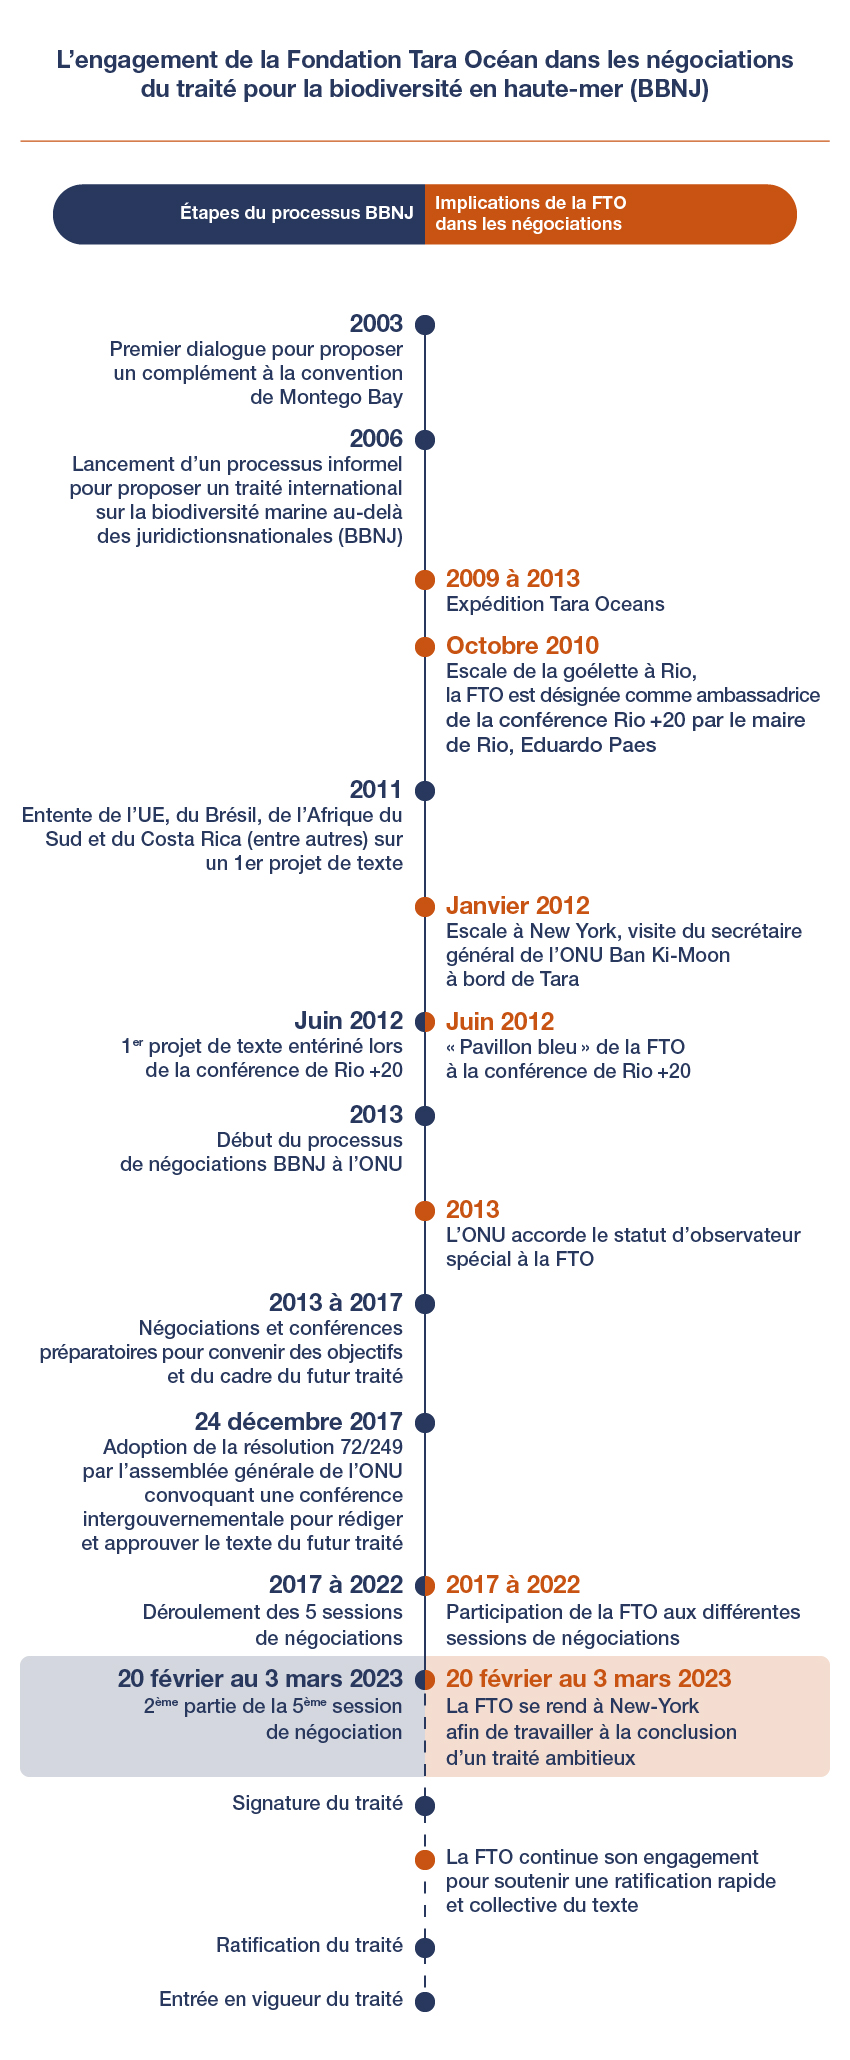 L’engagement de la Fondation Tara Océan dans les négociations
du traité pour la biodiversité en haute-mer (BBNJ)
Étapes du processus BBNJ
Implications de la FTO
dans les négociations
2003
Premier dialogue pour proposer
un complément à la convention
de Montego Bay
2006
Lancement d’un processus informel
pour proposer un traité international
sur la biodiversité marine au-delà
des juridictionsnationales (BBNJ)
2009 à 2013
Expédition Tara Oceans
Octobre 2010
Escale de la goélette à Rio,
la FTO est désignée comme ambassadrice
de la conférence Rio +20 par le maire
de Rio, Eduardo Paes
2011
Entente de l’UE, du Brésil, de l’Afrique du
Sud et du Costa Rica (entre autres) sur
un 1er projet de texte
Janvier 2012
Escale à New York, visite du secrétaire
général de l’ONU Ban Ki-Moon
à bord de Tara
Juin 2012
1er projet de texte entériné lors
de la conférence de Rio +20
Juin 2012
« Pavillon bleu » de la FTO
à la conférence de Rio +20
2013
Début du processus
de négociations BBNJ à l’ONU
2013
L’ONU accorde le statut d’observateur
spécial à la FTO
2013 à 2017
Négociations et conférences
préparatoires pour convenir des objectifs
et du cadre du futur traité
24 décembre 2017
Adoption de la résolution 72/249
par l’assemblée générale de l’ONU
convoquant une conférence
intergouvernementale pour rédiger
et approuver le texte du futur traité
2017 à 2022
Déroulement des 5 sessions
de négociations
2017 à 2022
Participation de la FTO aux différentes
sessions de négociations
20 février au 3 mars 2023
2ème partie de la 5ème session
de négociation
20 février au 3 mars 2023
La FTO se rend à New-York
afin de travailler à la conclusion
d’un traité ambitieux
Signature du traité
La FTO continue son engagement
pour soutenir une ratification rapide
et collective du texte
Ratification du traité
Entrée en vigueur du traité